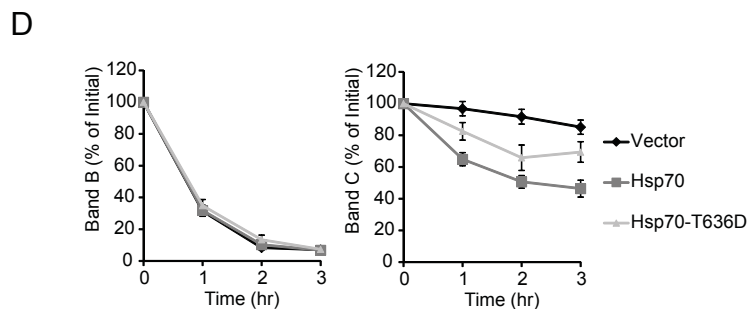 D
Band B (% of Initial)
120
100
80
60
40
20
0
0 1 2 3
Time (hr)
Band C (% of Initial)
120
100
80
60
40
20
0
0 1 2 3
Time (hr)
Vector
Hsp70
Hsp70-T636D